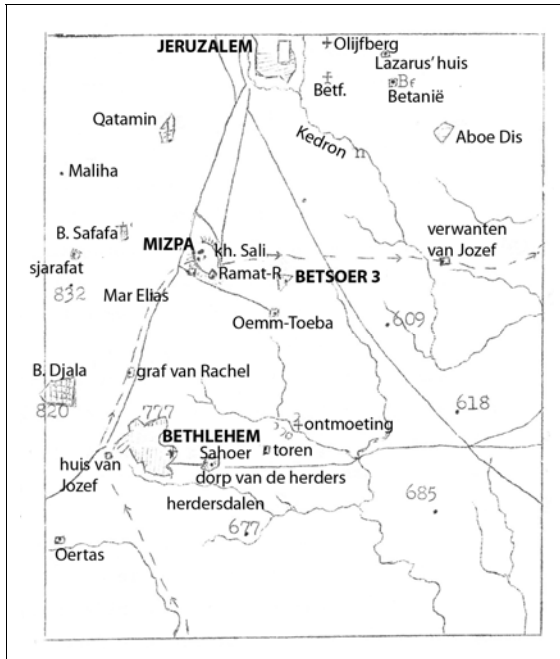 JERUZALEM
Olijfberg
Lazarus' huis
Betf.
Betanië
Qatamin
Aboe Dis
Kedron
Maliha
B. Safafa
MIZPA
kh. Sali
verwanten
van Jozef
sjarafat
Ramat-R.
BETSOER 3
832
Mar Elias
Oemm-Toeba
609
B. Djala
graf van Rachel
820
777
618
ontmoeting
BETHLEHEM
toren
huis van
Jozef
Sahoer
dorp van de herders
herdersdalen
685
677
Oertas